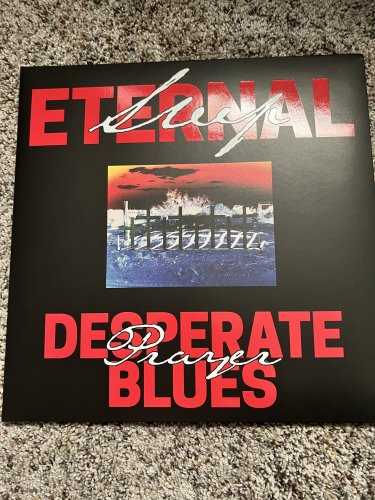 ETERNAL
Sleep
DESPERATE
Prayer
BLUES